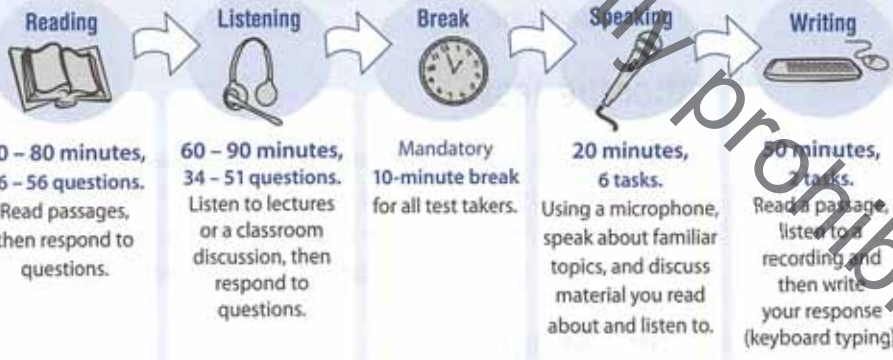 Reading
0 – 80 minutes,
6 – 56 questions.
Read passages,
then respond to
questions.
Listening
60 – 90 minutes,
34 – 51 questions.
Listen to lectures
or a classroom
discussion, then
respond to
questions.
Break
Mandatory
10-minute break
for all test takers.
Speaking
20 minutes,
6 tasks.
Using a microphone,
speak about familiar
topics, and discuss
material you read
about and listen to.
Writing
50 minutes,
2 tasks.
Read a passage,
listen to a
recording and
then write
your response
(keyboard typing)